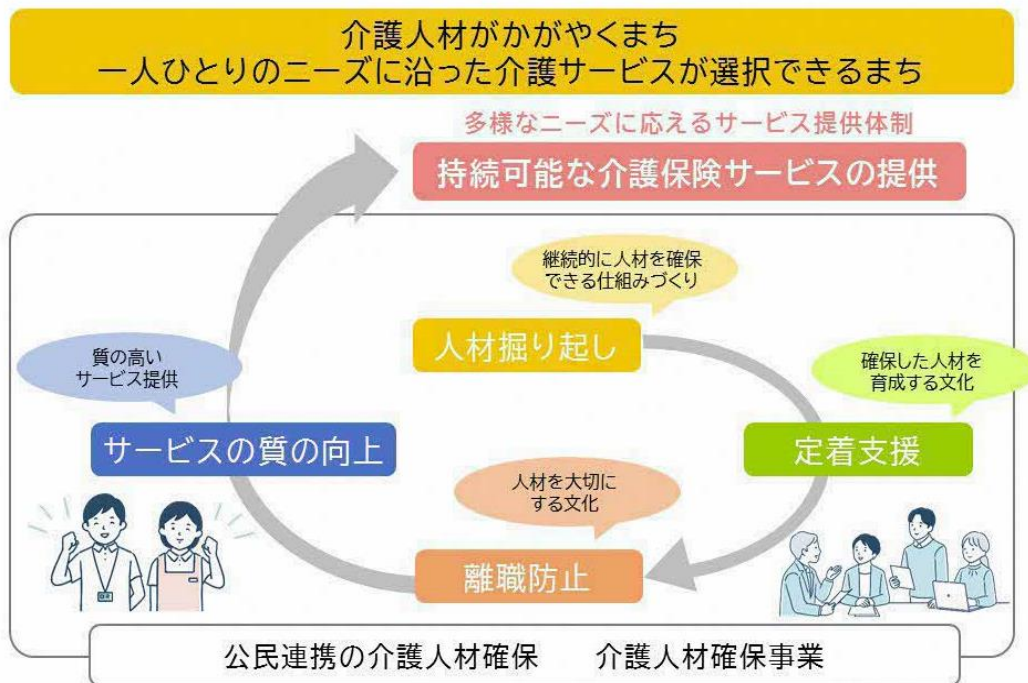 介護人材がかがやくまち
一人ひとりのニーズに沿った介護サービスが選択できるまち
多様なニーズに応えるサービス提供体制
持続可能な介護保険サービスの提供
継続的に人材を確保
できる仕組みづくり
人材掘り起し
質の高い
サービス提供
確保した人材を
育成する文化
サービスの質の向上
定着支援
人材を大切に
する文化
離職防止
公民連携の介護人材確保　　介護人材確保事業